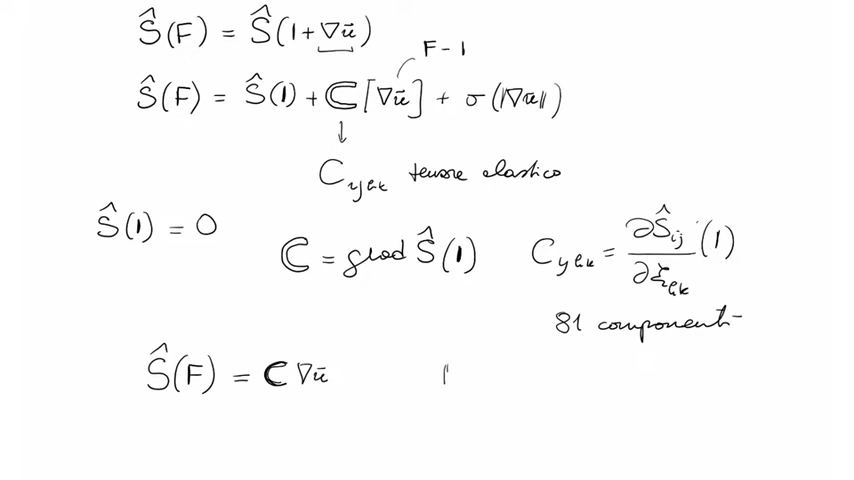 Ŝ(F) = Ŝ(1 + ∇ū)
F - 1
Ŝ(F) = Ŝ(1) + ℂ[∇ū] + σ(‖∇ū‖)
↓
C_ijhk tensore elastico
Ŝ(1) = 0
ℂ = grad Ŝ(1)
C_ijhk = ∂Ŝ_ij / ∂ξ_hk (1)
81 componenti
Ŝ(F) = ℂ ∇ū